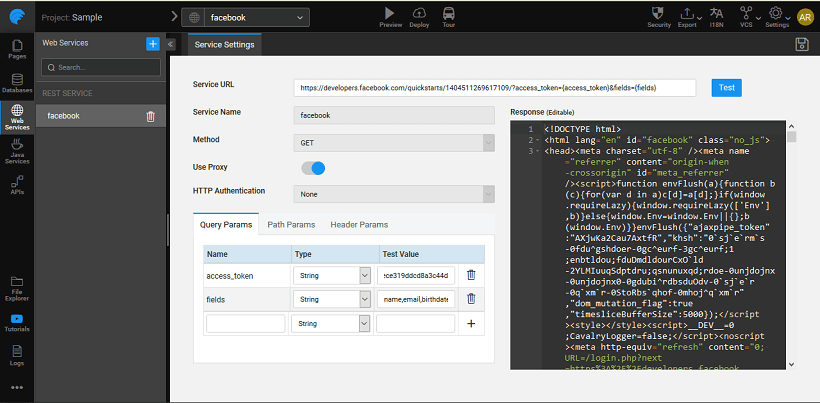 Project: Sample
facebook
Preview
Deploy
Tour
Security
Export
I18N
VCS
Settings
AR
Pages
Databases
Web
Services
Java
Services
APIs
File
Explorer
Tutorials
Logs
Web Services
Search...
REST SERVICE
facebook
Service Settings
Service URL
https://developers.facebook.com/quickstarts/1404511269617109/?access_token={access_token}&fields={fields}
Test
Service Name
facebook
Method
GET
Use Proxy
HTTP Authentication
None
Query Params
Path Params
Header Params
Name
Type
Test Value
access_token
String
:ce319ddcd8a3c44d
fields
String
name,email,birthdate
String
Response (Editable)
1 <!DOCTYPE html>
2 <html lang="en" id="facebook" class="no_js">
3 <head><meta charset="utf-8" /><meta name
="referrer" content="origin-when
-crossorigin" id="meta_referrer"
/><script>function envFlush(a){function b
(c){for(var d in a)c[d]=a[d];}if(window
.requireLazy){window.requireLazy(['Env']
,b)}else{window.Env=window.Env||{};b
(window.Env)}}envFlush({"ajaxpipe_token"
:"AXjwKa2Cau7AxtfR","khsh":"0`sj`e`rm`s
-0fdu^gshdoer-0gc^eurf-3gc^eurf;1
;enbtldou;fduDmdldourCxO`ld
-2YLMIuuqSdptdru;qsnunuxqd;rdoe-0unjdojnx
-0unjdojnx0-0gdubi^rdbsduOdv-0`sj`e`r
-0q`xm`r-0StoRbs`qhof-0mhoj^q`xm`r"
,"dom_mutation_flag":true
,"timesliceBufferSize":5000});</script
><style></style><script>__DEV__=0
;CavalryLogger=false;</script><noscript
><meta http-equiv="refresh" content="0;
URL=/login.php?next
=https%3A%2F%2Fdevelopers.facebook